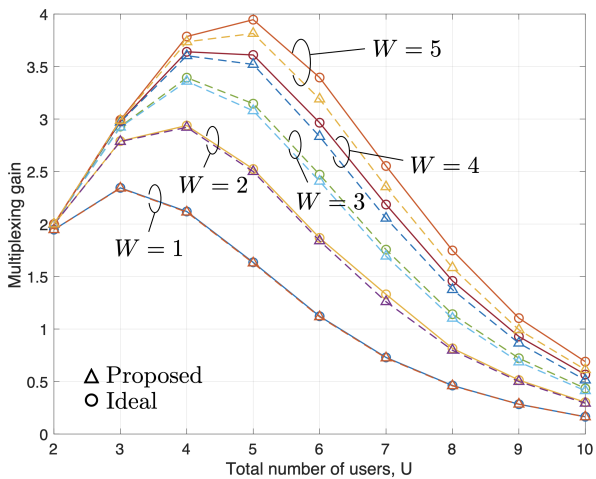 4
3.5
3
2.5
2
1.5
1
0.5
0
Multiplexing gain
W = 5
W = 4
W = 3
W = 2
W = 1
Proposed
Ideal
2 3 4 5 6 7 8 9 10
Total number of users, U